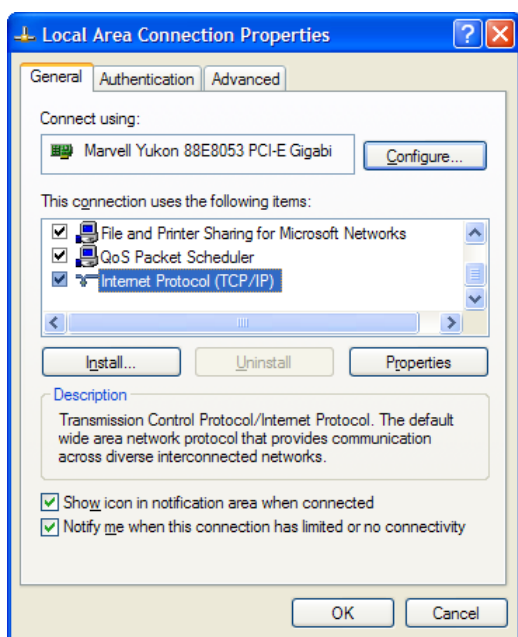 Local Area Connection Properties
General Authentication Advanced
Connect using:
Marvell Yukon 88E8053 PCI-E Gigabi
Configure...
This connection uses the following items:
File and Printer Sharing for Microsoft Networks
QoS Packet Scheduler
Internet Protocol (TCP/IP)
Install... Uninstall Properties
Description
Transmission Control Protocol/Internet Protocol. The default
wide area network protocol that provides communication
across diverse interconnected networks.
Show icon in notification area when connected
Notify me when this connection has limited or no connectivity
OK Cancel